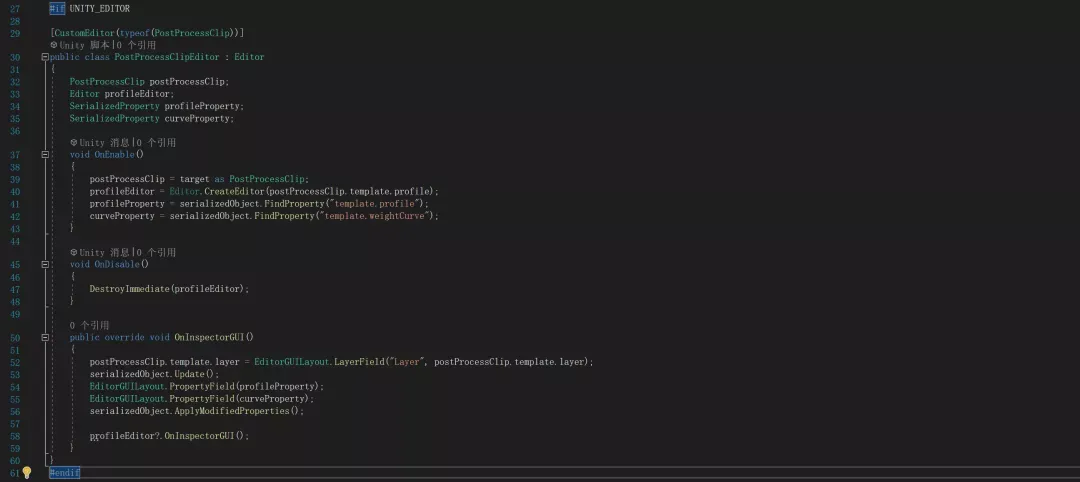 27 #if UNITY_EDITOR
28
29 [CustomEditor(typeof(PostProcessClip))]
Unity 脚本|0 个引用
30 public class PostProcessClipEditor : Editor
31 {
32 PostProcessClip postProcessClip;
33 Editor profileEditor;
34 SerializedProperty profileProperty;
35 SerializedProperty curveProperty;
36
Unity 消息|0 个引用
37 void OnEnable()
38 {
39 postProcessClip = target as PostProcessClip;
40 profileEditor = Editor.CreateEditor(postProcessClip.template.profile);
41 profileProperty = serializedObject.FindProperty("template.profile");
42 curveProperty = serializedObject.FindProperty("template.weightCurve");
43 }
44
Unity 消息|0 个引用
45 void OnDisable()
46 {
47 DestroyImmediate(profileEditor);
48 }
49
0 个引用
50 public override void OnInspectorGUI()
51 {
52 postProcessClip.template.layer = EditorGUILayout.LayerField("Layer", postProcessClip.template.layer);
53 serializedObject.Update();
54 EditorGUILayout.PropertyField(profileProperty);
55 EditorGUILayout.PropertyField(curveProperty);
56 serializedObject.ApplyModifiedProperties();
57
58 profileEditor?.OnInspectorGUI();
59 }
60 }
61 #endif